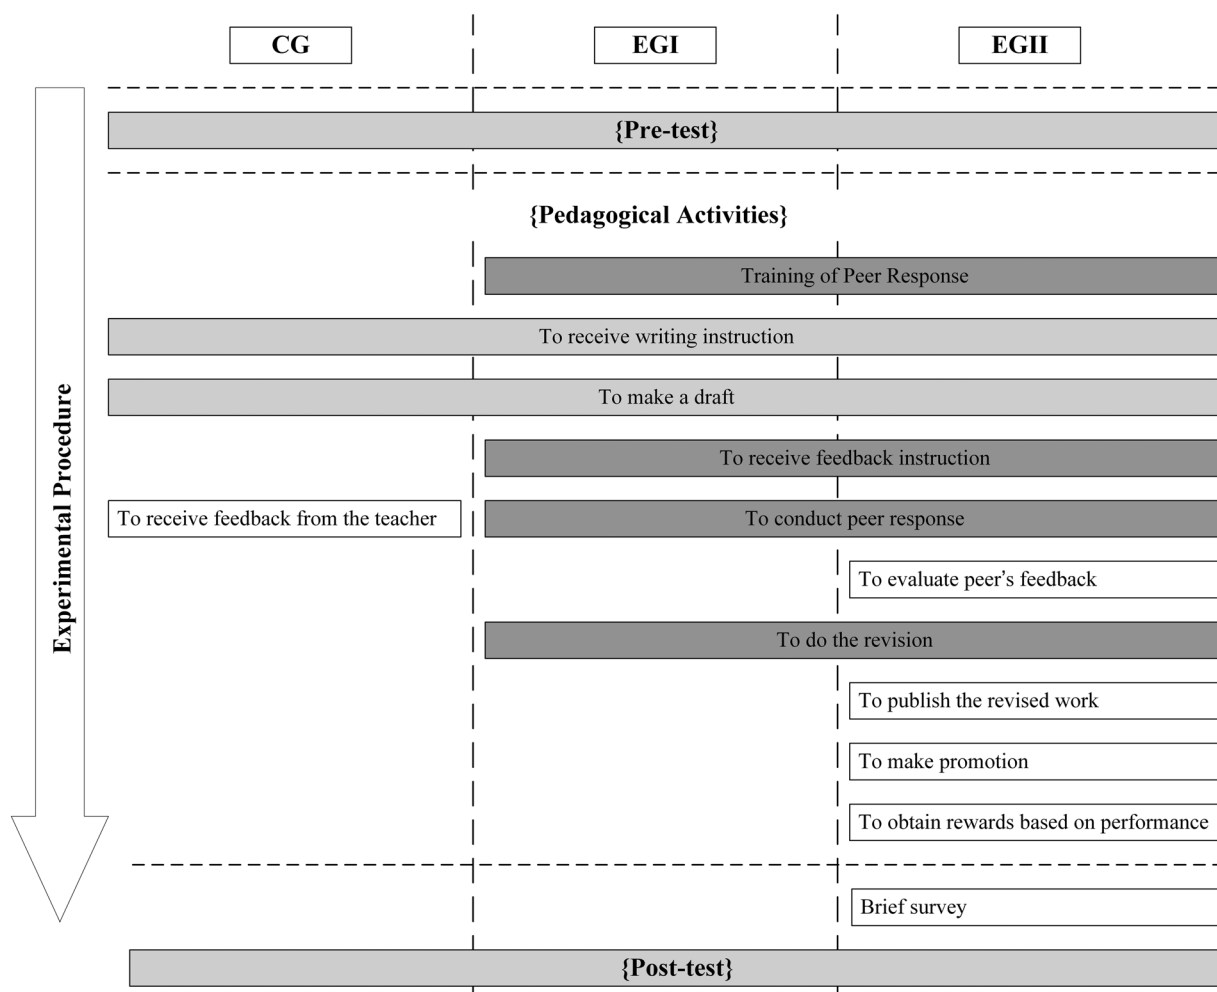 CG
EGI
EGII
{Pre-test}
{Pedagogical Activities}
Training of Peer Response
To receive writing instruction
To make a draft
To receive feedback instruction
To receive feedback from the teacher
To conduct peer response
To evaluate peer’s feedback
To do the revision
To publish the revised work
To make promotion
To obtain rewards based on performance
Brief survey
{Post-test}
Experimental Procedure